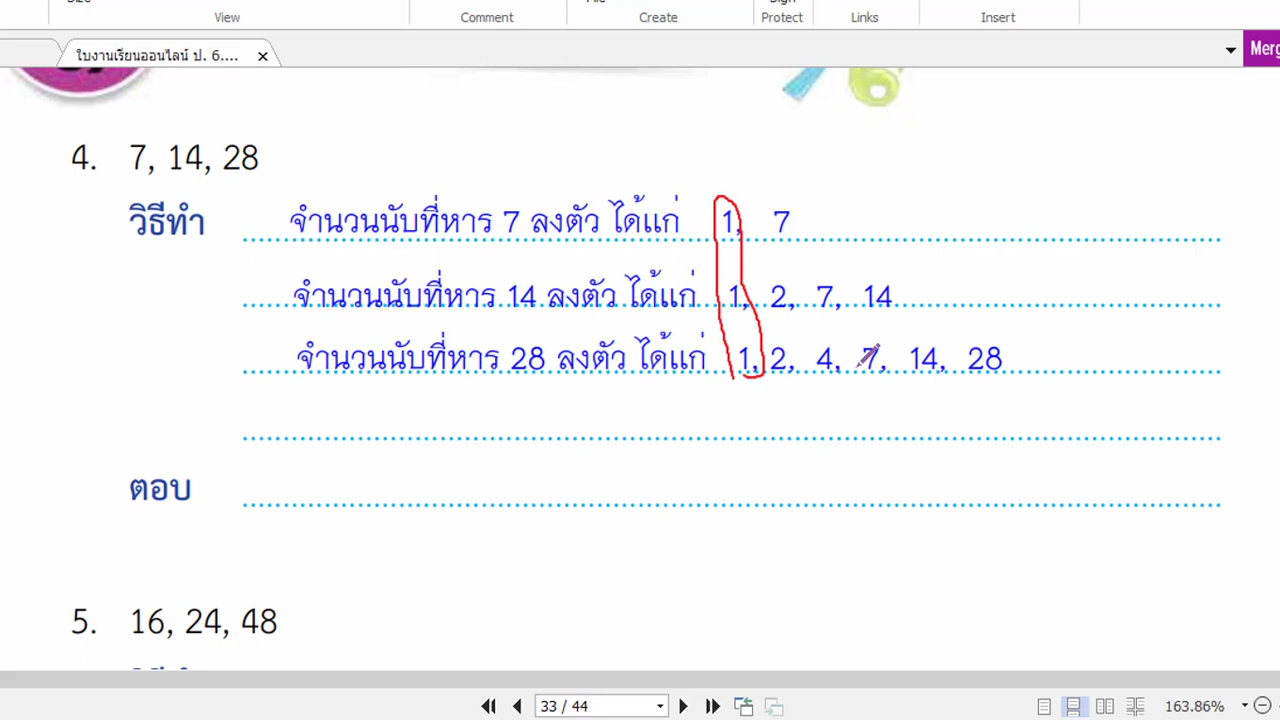 View Comment Create Protect Links Insert
ใบงานเรียนออนไลน์ ป. 6.... Merg
4. 7, 14, 28
วิธีทำ จำนวนนับที่หาร 7 ลงตัว ได้แก่ 1, 7
จำนวนนับที่หาร 14 ลงตัว ได้แก่ 1, 2, 7, 14
จำนวนนับที่หาร 28 ลงตัว ได้แก่ 1, 2, 4, 7, 14, 28
ตอบ
5. 16, 24, 48
33 / 44 163.86%